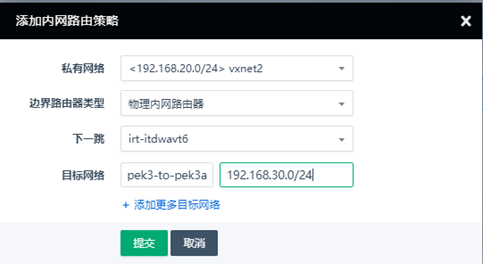 添加内网路由策略
私有网络 <192.168.20.0/24> vxnet2
边界路由器类型 物理内网路由器
下一跳 irt-itdwavt6
目标网络 pek3-to-pek3a 192.168.30.0/24
+ 添加更多目标网络
提交 取消